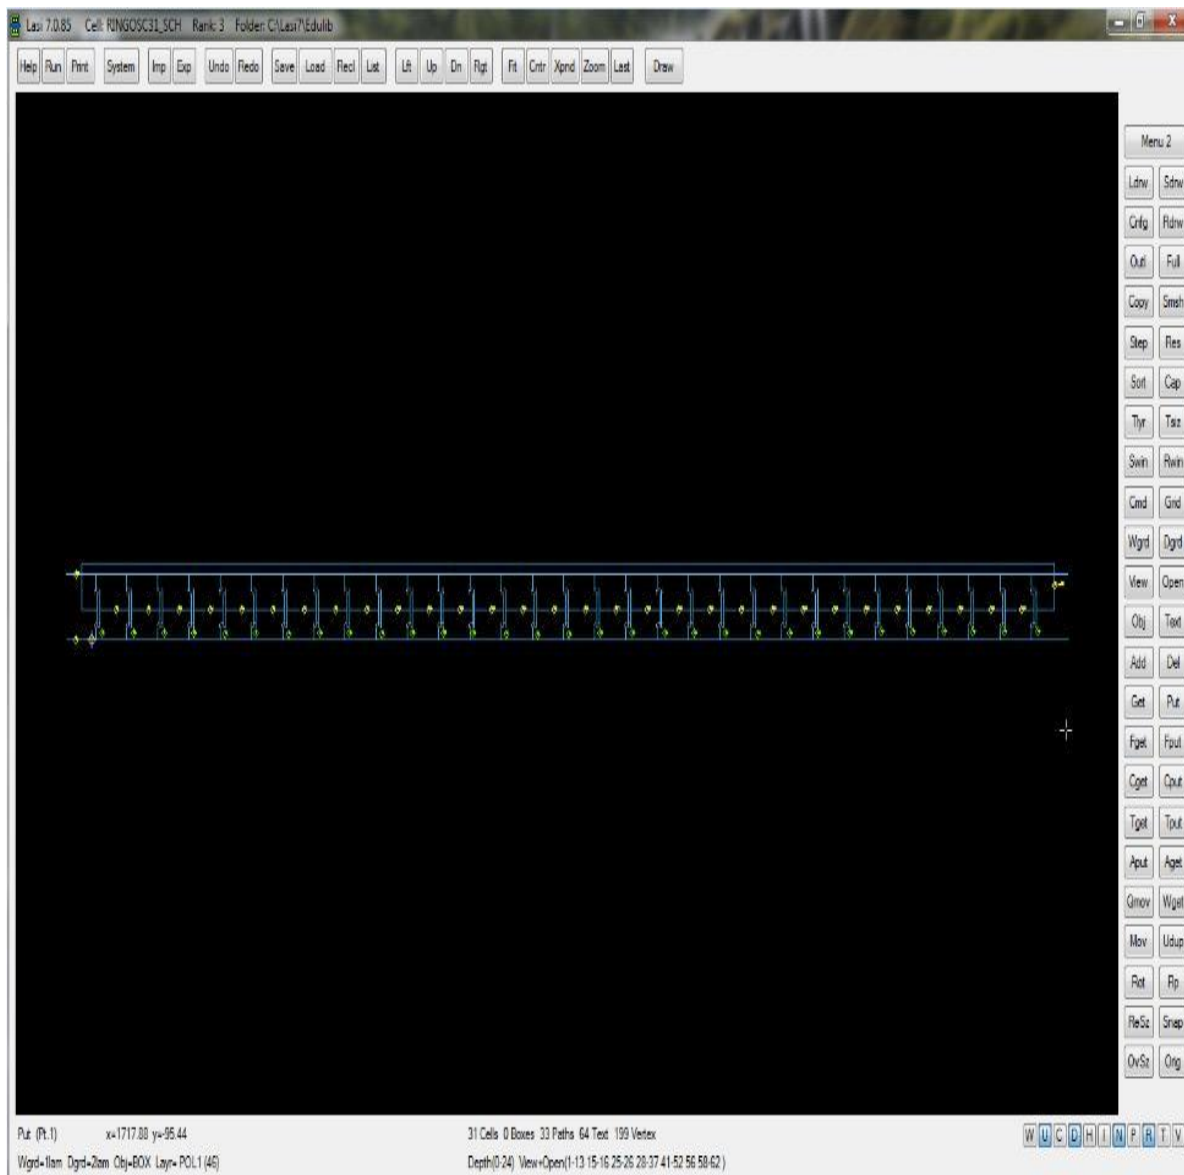 Lasi 7.0.85 Cell: RINGOSC31_SCH Rank: 3 Folder: C:\Lasi7\Edulib
Help Run Print System Imp Exp Undo Redo Save Load Recl List Lft Up Dn Rgt Fit Cntr Xpnd Zoom Last Draw
Menu 2
Ldrw Sdrw
Cnfg Rdrw
Outl Full
Copy Smsh
Step Res
Sort Cap
Tlyr Tsiz
Swin Rwin
Cmd Grid
Wgrd Dgrd
View Open
Obj Text
Add Del
Get Put
Fget Fput
Cget Cput
Tget Tput
Aput Aget
Qmov Wget
Mov Udup
Rot Flp
ReSz Snap
OvSz Orig
Put (Pt.1) x=1717.88 y=-95.44 31 Cells 0 Boxes 33 Paths 64 Text 199 Vertex W U C D H I N P R T V
Wgrd=1lam Dgrd=2lam Obj=BOX Layr= POL1 (46) Depth(0-24) View+Open(1-13 15-16 25-26 28-37 41-52 56 58-62 )